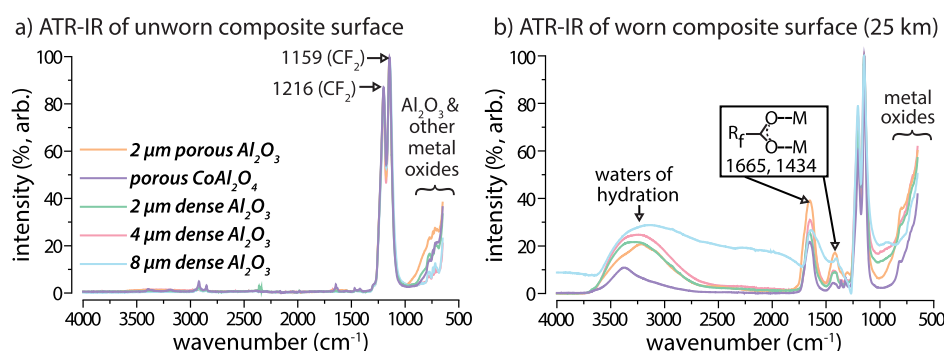 a) ATR-IR of unworn composite surface
1159 (CF₂)
1216 (CF₂)
Al₂O₃ &
other
metal
oxides
2 μm porous Al₂O₃
porous CoAl₂O₄
2 μm dense Al₂O₃
4 μm dense Al₂O₃
8 μm dense Al₂O₃
intensity (%, arb.)
100
80
60
40
20
0
4000 3500 3000 2500 2000 1500 1000 500
wavenumber (cm⁻¹)
b) ATR-IR of worn composite surface (25 km)
O--M
R_f
O--M
1665, 1434
metal
oxides
waters of
hydration
intensity (%, arb.)
100
80
60
40
20
0
4000 3500 3000 2500 2000 1500 1000 500
wavenumber (cm⁻¹)